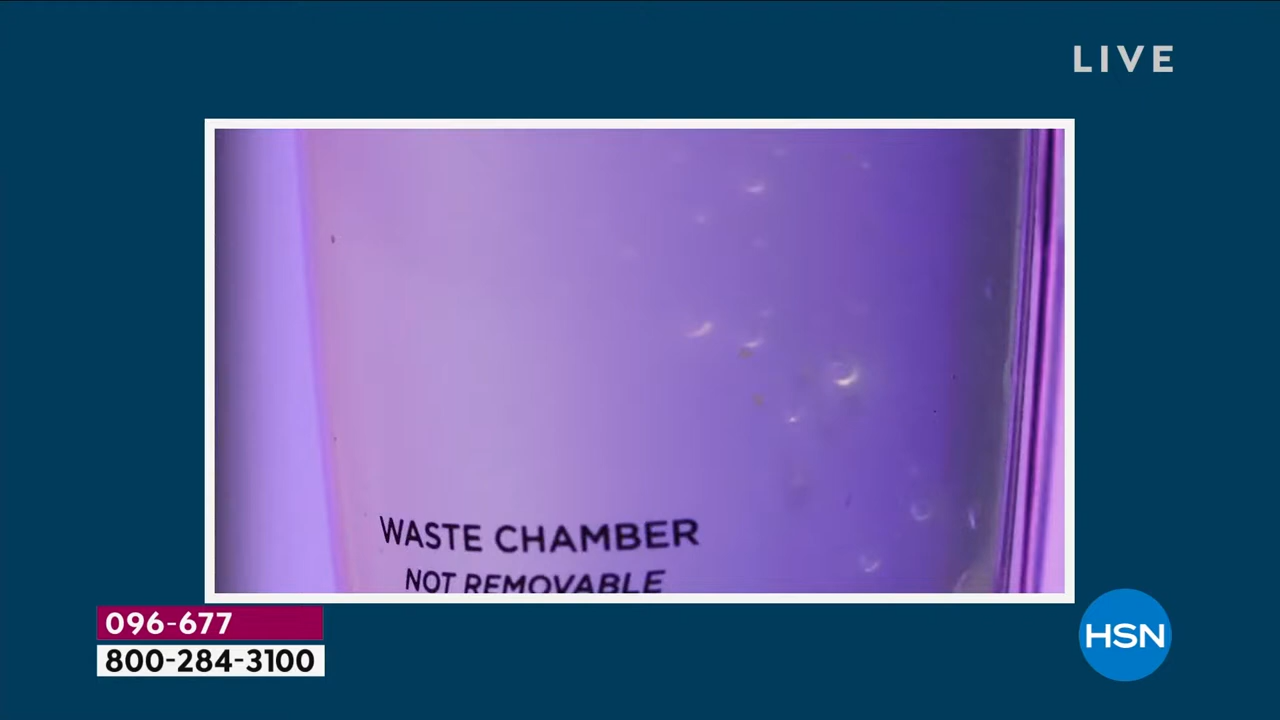 LIVE
WASTE CHAMBER
NOT REMOVABLE
096-677
800-284-3100
HSN